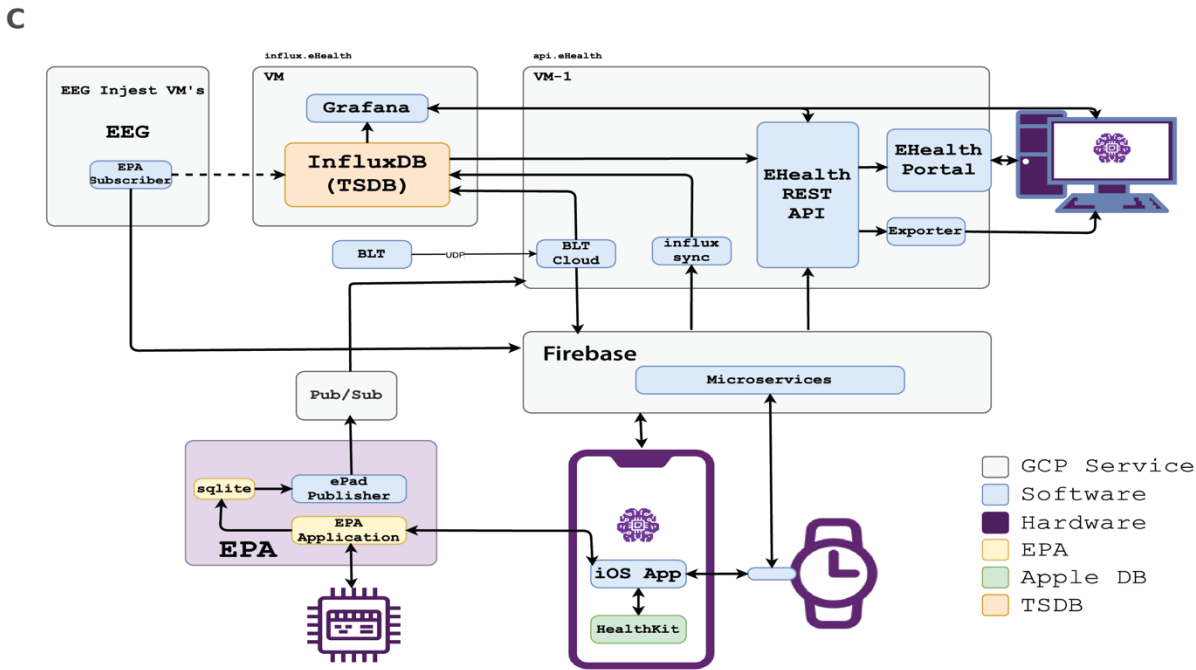 C
influx.eHealth
api.eHealth
EEG Injest VM's
EEG
EPA
Subscriber
VM
Grafana
InfluxDB
(TSDB)
VM-1
EHealth
REST
API
EHealth
Portal
Exporter
BLT
UDP
BLT
Cloud
influx
sync
Firebase
Microservices
Pub/Sub
sqlite
ePad
Publisher
EPA
Application
EPA
iOS App
HealthKit
GCP Service
Software
Hardware
EPA
Apple DB
TSDB